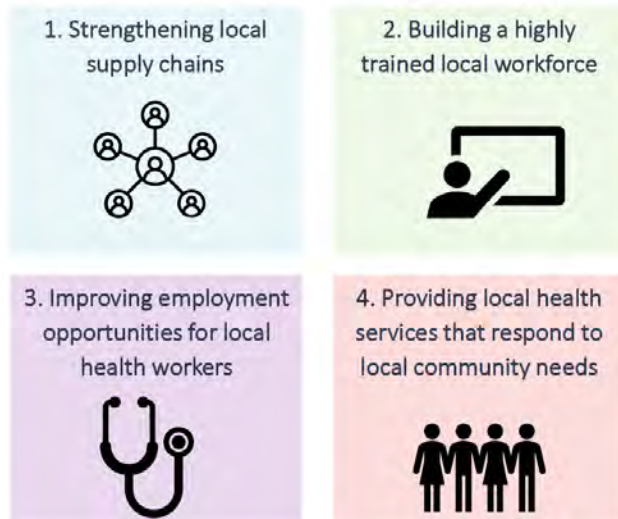 1. Strengthening local
supply chains
2. Building a highly
trained local workforce
3. Improving employment
opportunities for local
health workers
4. Providing local health
services that respond to
local community needs